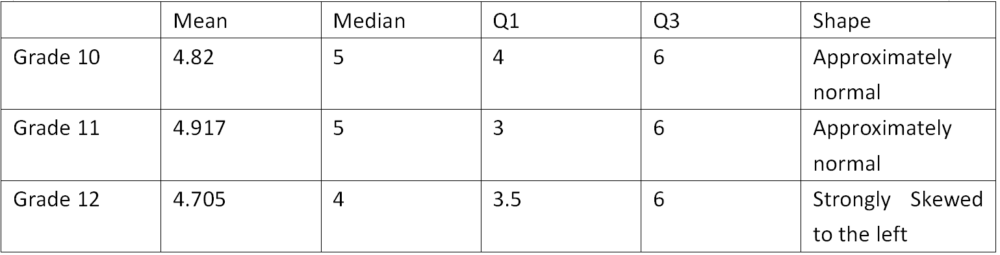 Mean Median Q1 Q3 Shape
Grade 10 4.82 5 4 6 Approximately
normal
Grade 11 4.917 5 3 6 Approximately
normal
Grade 12 4.705 4 3.5 6 Strongly Skewed
to the left